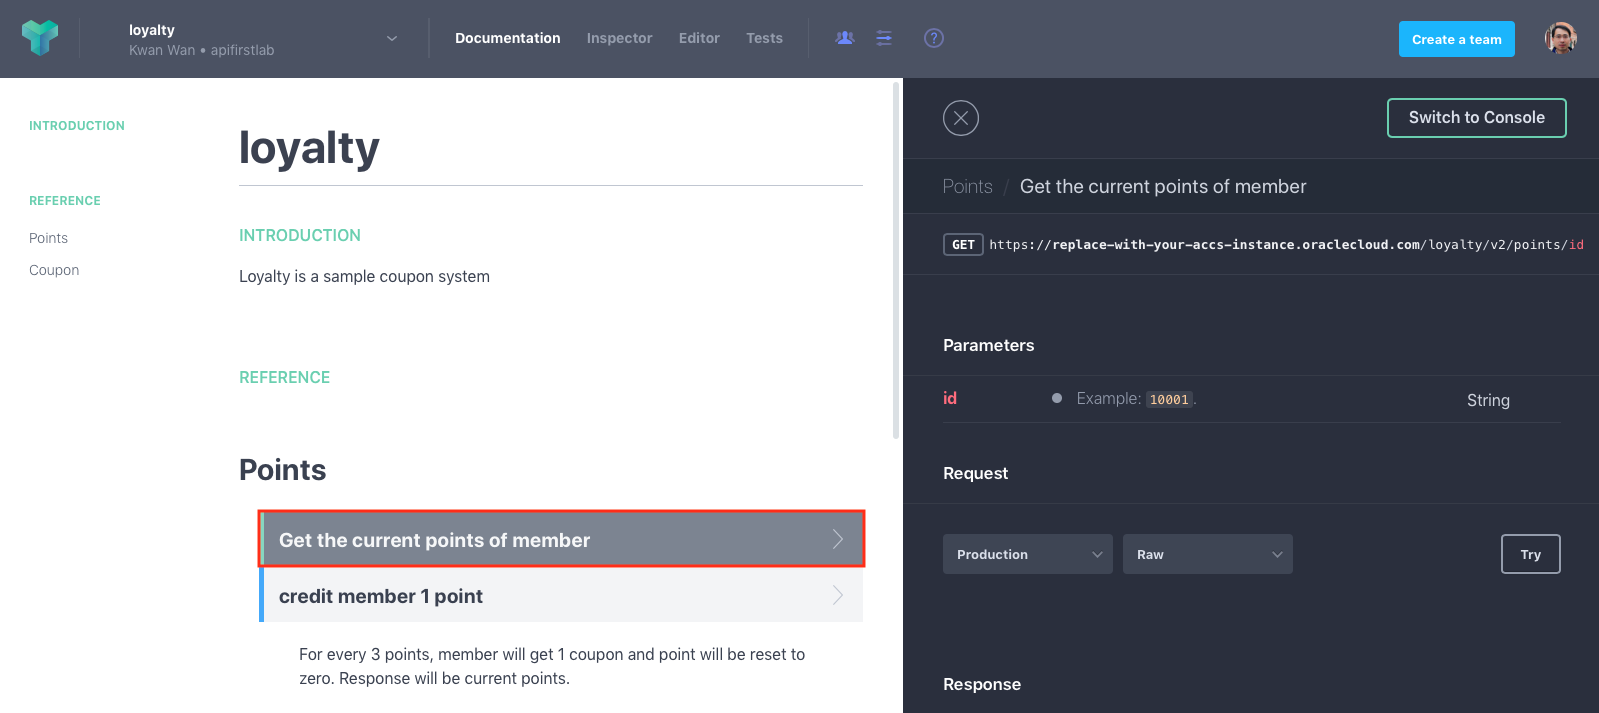 loyalty
Kwan Wan • apifirstlab
Documentation
Inspector
Editor
Tests
?
Create a team
INTRODUCTION
REFERENCE
Points
Coupon
loyalty
INTRODUCTION
Loyalty is a sample coupon system
REFERENCE
Points
Get the current points of member
credit member 1 point
For every 3 points, member will get 1 coupon and point will be reset to
zero. Response will be current points.
Switch to Console
Points / Get the current points of member
GET https://replace-with-your-accs-instance.oraclecloud.com/loyalty/v2/points/id
Parameters
id Example: 10001. String
Request
Production Raw Try
Response